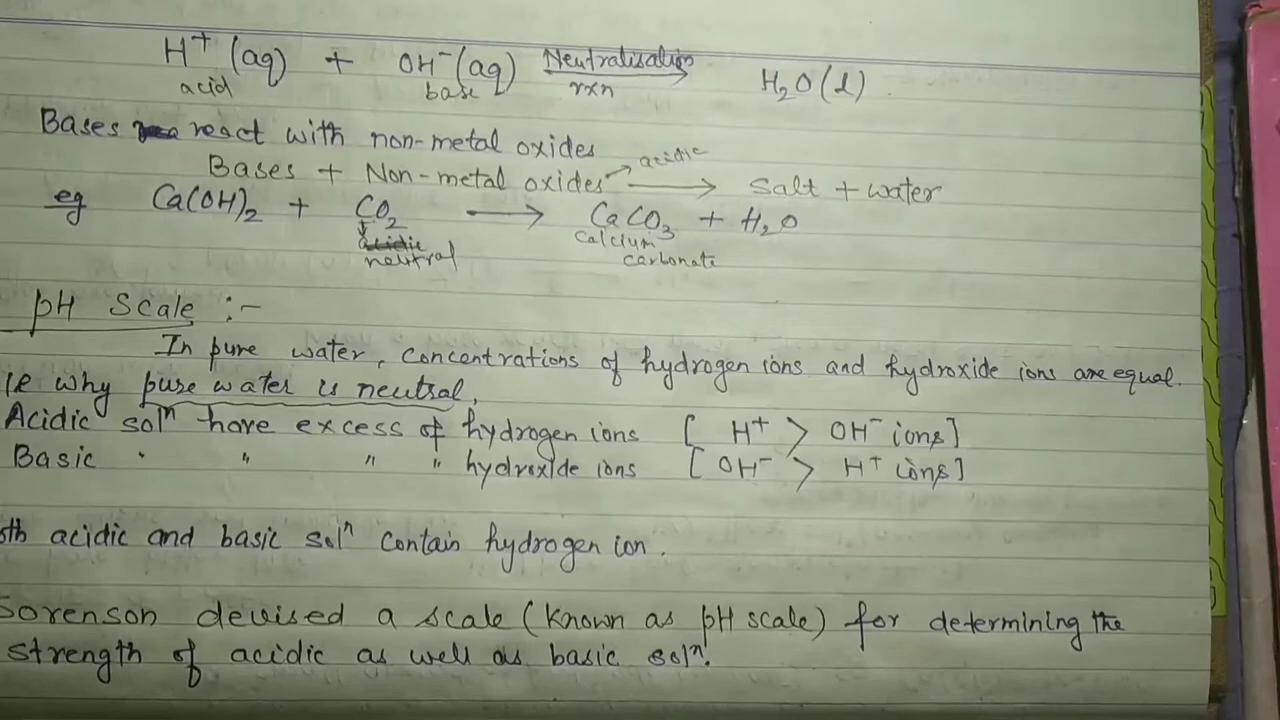 H⁺ (aq) + OH⁻ (aq) Neutralisation → H₂O(l)
acid base rxn
Bases react with non-metal oxides
Bases + Non-metal oxides → acidic ⟶ Salt + water
eg Ca(OH)₂ + CO₂ ⟶ CaCO₃ + H₂O
acidic calcium
neutral carbonate
pH Scale :-
In pure water, concentrations of hydrogen ions and hydroxide ions are equal.
ie why pure water is neutral,
Acidic solⁿ have excess of hydrogen ions [ H⁺ > OH⁻ ions]
Basic " " " " hydroxide ions [ OH⁻ > H⁺ ions]
oth acidic and basic solⁿ contain hydrogen ion.
Sorenson devised a scale (known as pH scale) for determining the
strength of acidic as well as basic solⁿ.